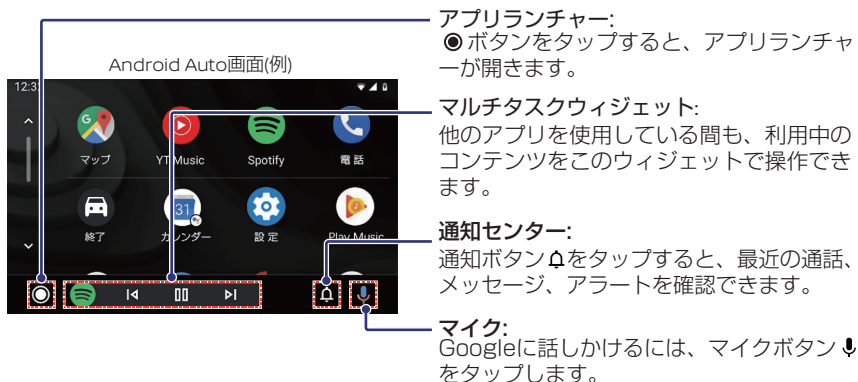 アプリランチャー:
◉ボタンをタップすると、アプリランチャ
ーが開きます。
Android Auto画面(例)
12:3
マップ
YT Music
Spotify
電話
マルチタスクウィジェット:
他のアプリを使用している間も、利用中の
コンテンツをこのウィジェットで操作でき
ます。
31
終了
カレンダー
設定
Play Music
通知センター:
通知ボタンをタップすると、最近の通話、
メッセージ、アラートを確認できます。
マイク:
Googleに話しかけるには、マイクボタン
をタップします。